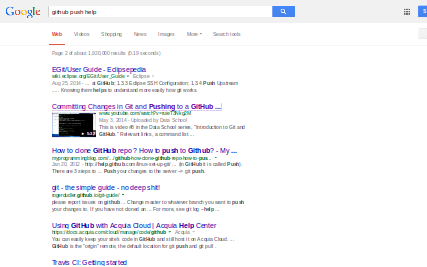 Google
github push help
S
Web Videos Shopping News Images More Search tools
Page 2 of about 1,000,000 results (0.19 seconds)
EGit/User Guide - Eclipsepedia
wiki.eclipse.org/EGit/User_Guide Eclipse
Aug 25, 2014 - ... at GitHub; 1.3.3 Eclipse SSH Configuration; 1.3.4 Push Upstream
... Knowing them helps to understand more easily how git works.
Committing Changes in Git and Pushing to a GitHub ...
www.youtube.com/watch?v=
5:37
May 3, 2014 - Uploaded by Data School
This is video #8 in the Data School series, "Introduction to Git and
GitHub." Relevant links, a command list ...
How to clone GitHub repo? How to push to Github? - My ...
myprogrammingblog.com/.../github-how-clone-github-repo-how-to-pus...
Jan 20, 2012 - http://help.github.com/linux-set-up-git/ ... (in GitHub it is called Push).
There are 3 steps to ... Push your changes to the server -> git push.
git - the simple guide - no deep shit!
rogerdudler.github.io/git-guide/
please report issues on github ... Change master to whatever branch you want to push
your changes to. If you have not cloned an ... For more, see git log --help ...
Using GitHub with Acquia Cloud | Acquia Help Center
https://docs.acquia.com/cloud/manage/code/github Acquia
You can easily keep your site's code in GitHub and still host it on Acquia Cloud. ...
GitHub is the "origin" remote, the default location for git push and git pull .
Travis CI: Getting started